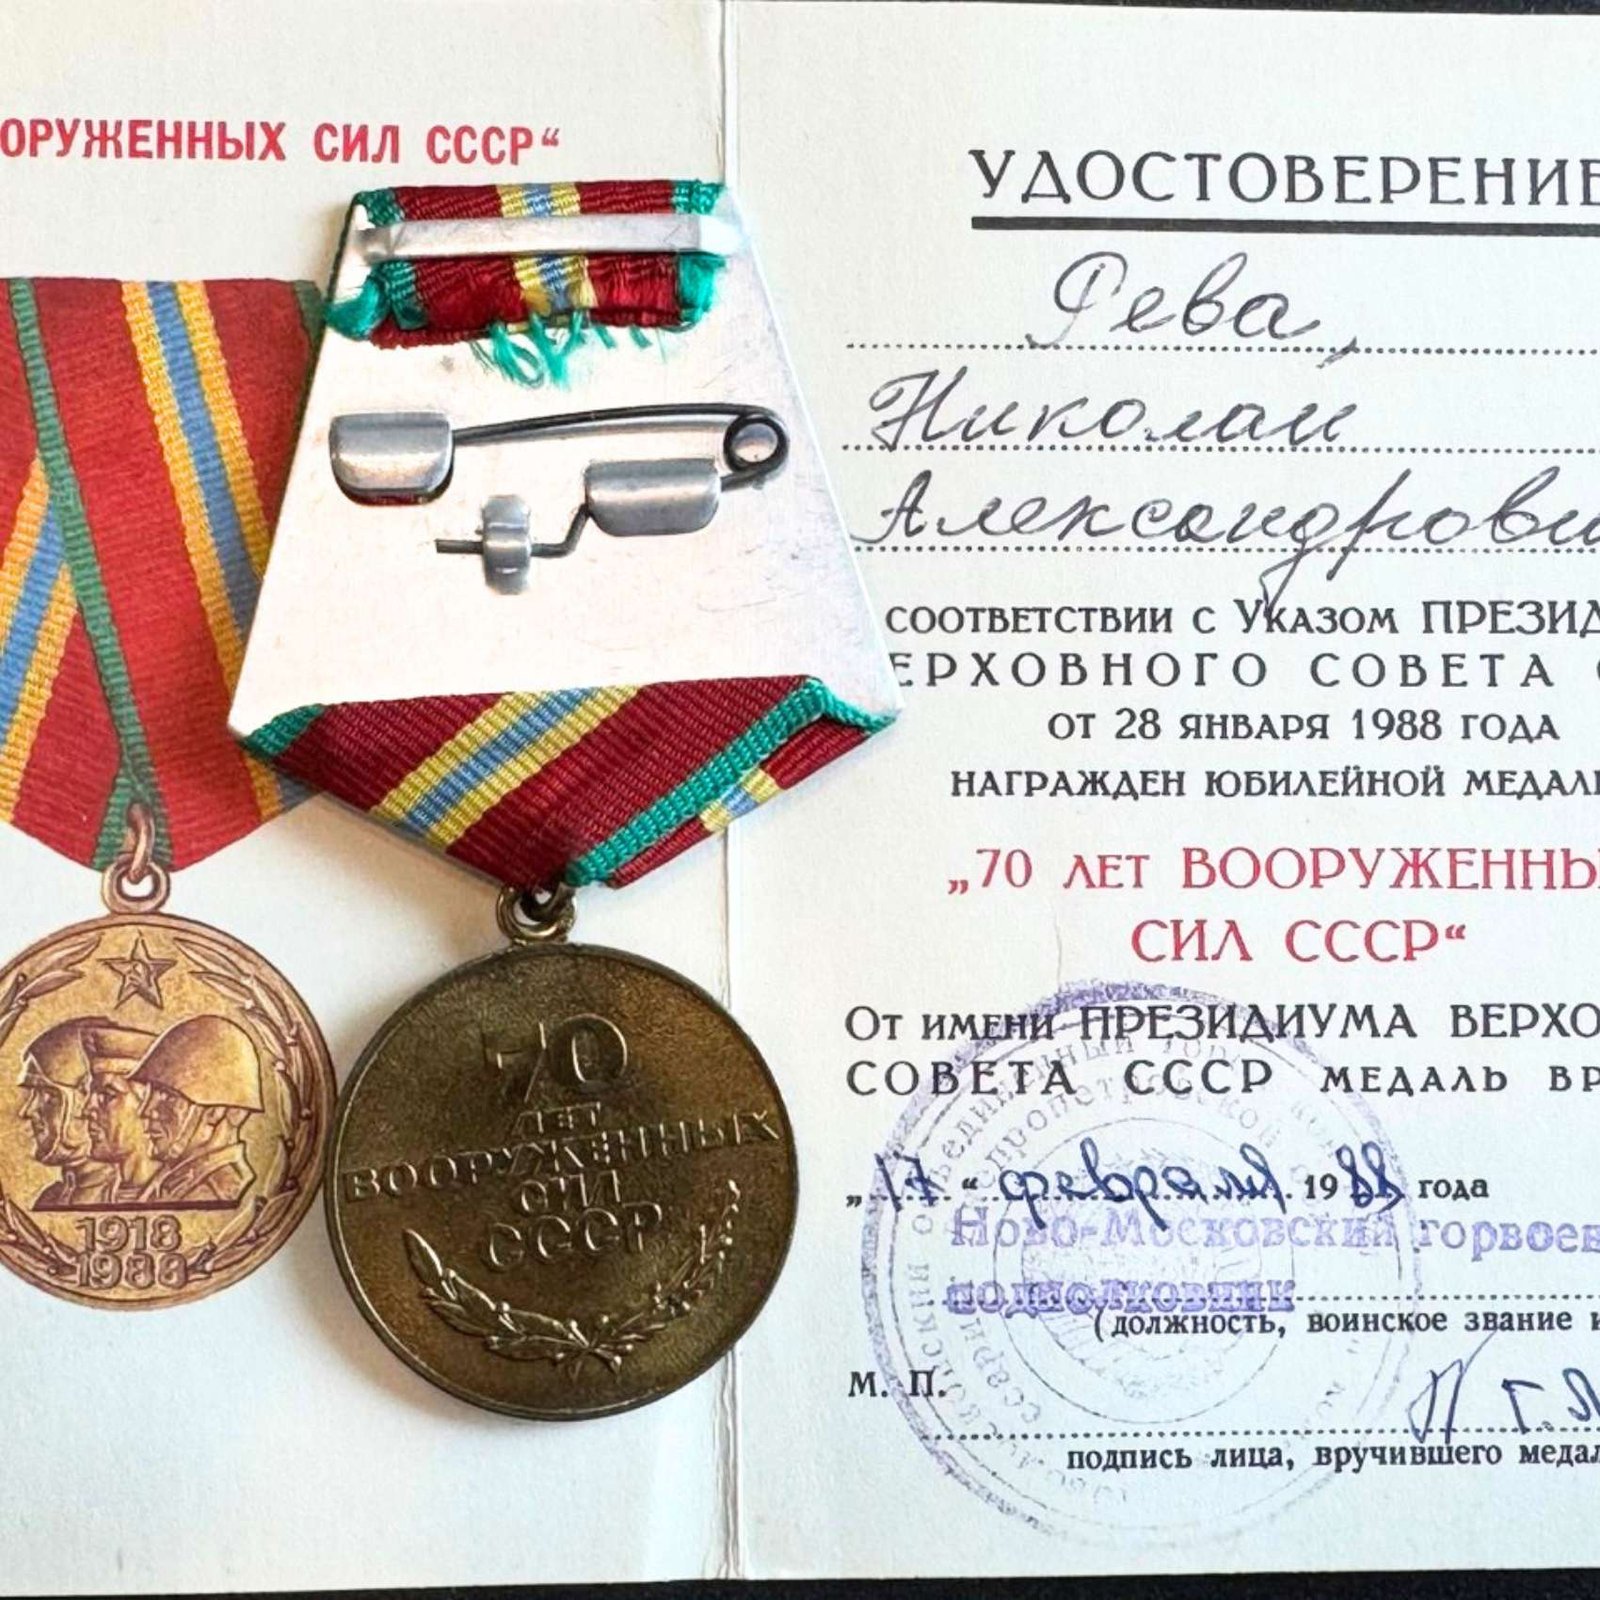 ОРУЖЕННЫХ СИЛ СССР“
1918
1988
70
ЛЕТ
ВООРУЖЕННЫХ
СИЛ
СССР
УДОСТОВЕРЕНИЕ
Рева,
Николай
Александрови
СООТВЕТСТВИИ С УКАЗОМ ПРЕЗИД
ЕРХОВНОГО СОВЕТА С
ОТ 28 ЯНВАРЯ 1988 ГОДА
НАГРАЖДЕН ЮБИЛЕЙНОЙ МЕДАЛЬ
„70 ЛЕТ ВООРУЖЕННЫ
СИЛ СССР“
ОТ ИМЕНИ ПРЕЗИДИУМА ВЕРХО
СОВЕТА СССР МЕДАЛЬ ВР
„17“ февраля 1988 года
Ново-Московский горвоен
подполковник
(должность, воинское звание и
М. П.
подпись лица, вручившего медал